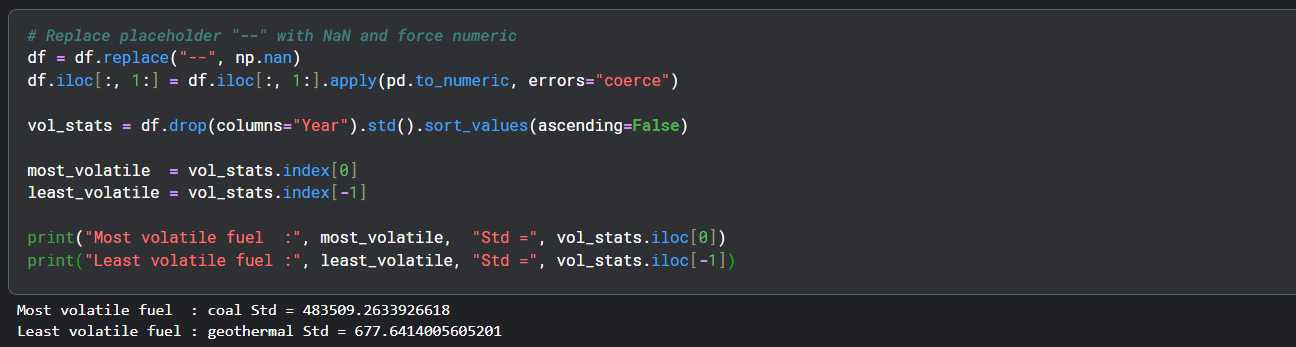 # Replace placeholder "--" with NaN and force numeric
df = df.replace("--", np.nan)
df.iloc[:, 1:] = df.iloc[:, 1:].apply(pd.to_numeric, errors="coerce")
vol_stats = df.drop(columns="Year").std().sort_values(ascending=False)
most_volatile  = vol_stats.index[0]
least_volatile = vol_stats.index[-1]
print("Most volatile fuel  :", most_volatile,  "Std =", vol_stats.iloc[0])
print("Least volatile fuel :", least_volatile, "Std =", vol_stats.iloc[-1])
Most volatile fuel  : coal Std = 483509.2633926618
Least volatile fuel : geothermal Std = 677.6414005605201